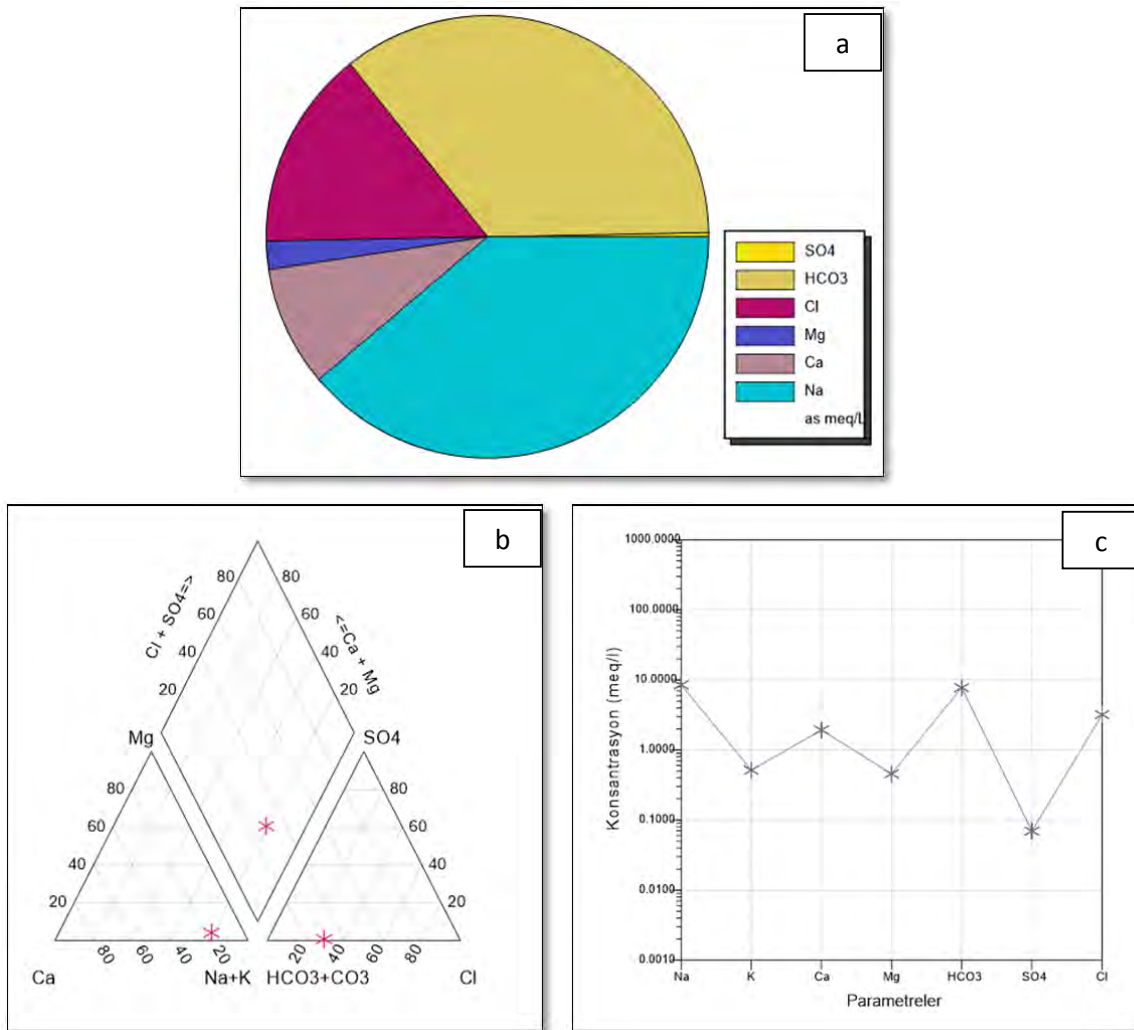 a
SO4
HCO3
Cl
Mg
Ca
Na
as meq/L
b
80 80
60 60
40 40
20 20
Cl + SO4=>
<=Ca + Mg
Mg SO4
80 80
60 60
40 40
20 20
80 60 40 20 20 40 60 80
Ca Na+K HCO3+CO3 Cl
c
1000.0000
100.0000
10.0000
1.0000
0.1000
0.0100
0.0010
Konsantrasyon (meq/l)
Na K Ca Mg HCO3 SO4 Cl
Parametreler